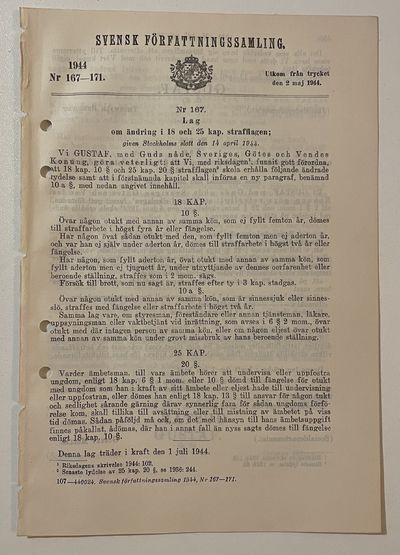 SVENSK FÖRFATTNINGSSAMLING.
1944
Nr 167—171.
Utkom från trycket
den 2 maj 1944.
Nr 167.
Lag
om ändring i 18 och 25 kap. strafflagen;
given Stockholms slott den 14 april 1944.
Vi GUSTAF, med Guds nåde, Sveriges, Götes och Vendes
Konung, göra veterligt: att Vi, med riksdagen¹, funnit gott förordna,
att 18 kap. 10 § och 25 kap. 20 § strafflagen² skola erhålla följande ändrade
lydelse samt att i förstnämnda kapitel skall införas en ny paragraf, benämnd
10 a §, med nedan angivet innehåll.
18 KAP.
10 §.
Övar någon otukt med annan av samma kön, som ej fyllt femton år, dömes
till straffarbete i högst fyra år eller fängelse.
Har någon övat sådan otukt med den, som fyllt femton men ej aderton år,
och var han ej själv under aderton år, dömes till straffarbete i högst två år eller
fängelse.
Har någon, som fyllt aderton år, övat otukt med annan av samma kön, som
fyllt aderton men ej tjuguett år, under utnyttjande av dennes oerfarenhet eller
beroende ställning, straffes som i 2 mom. sägs.
Försök till brott, som nu sagt är, straffes efter ty i 3 kap. stadgas.
10 a §.
Övar någon otukt med annan av samma kön, som är sinnessjuk eller sinnes-
slö, straffes med fängelse eller straffarbete i högst två år.
Samma lag vare, om styresman, föreståndare eller annan tjänsteman, läkare,
uppsyningsman eller vaktbetjänt vid inrättning, som avses i 6 § 2 mom., övar
otukt med där intagen person av samma kön, eller om någon eljest övar otukt
med annan av samma kön under grovt missbruk av hans beroende ställning.
25 KAP.
20 §.
Varder ämbetsman, till vars ämbete hörer att undervisa eller uppfostra
ungdom, enligt 18 kap. 6 § 1 mom. eller 10 § dömd till fängelse för otukt
med ungdom som han i kraft av sitt ämbete eller eljest hade till undervisning
eller uppfostran, eller dömes han enligt 18 kap. 13 § till ansvar för något tukt
och sedlighet sårande gärning därav synnerlig fara för sådan ungdoms förfö-
relse kom, skall tillika till avsättning eller till mistning av ämbetet på viss
tid dömas. Sådan påföljd må ock, om det med hänsyn till hans ämbetsuppgift
finnes påkallat, ådömas, där han i annat fall än nyss sagts dömes till fängelse
enligt 18 kap. 10 §.
Denna lag träder i kraft den 1 juli 1944.
¹ Riksdagens skrivelse 1944: 102.
² Senaste lydelse av 25 kap. 20 §, se 1936: 244.
107—440024. Svensk författningssamling 1944, Nr 167—171.